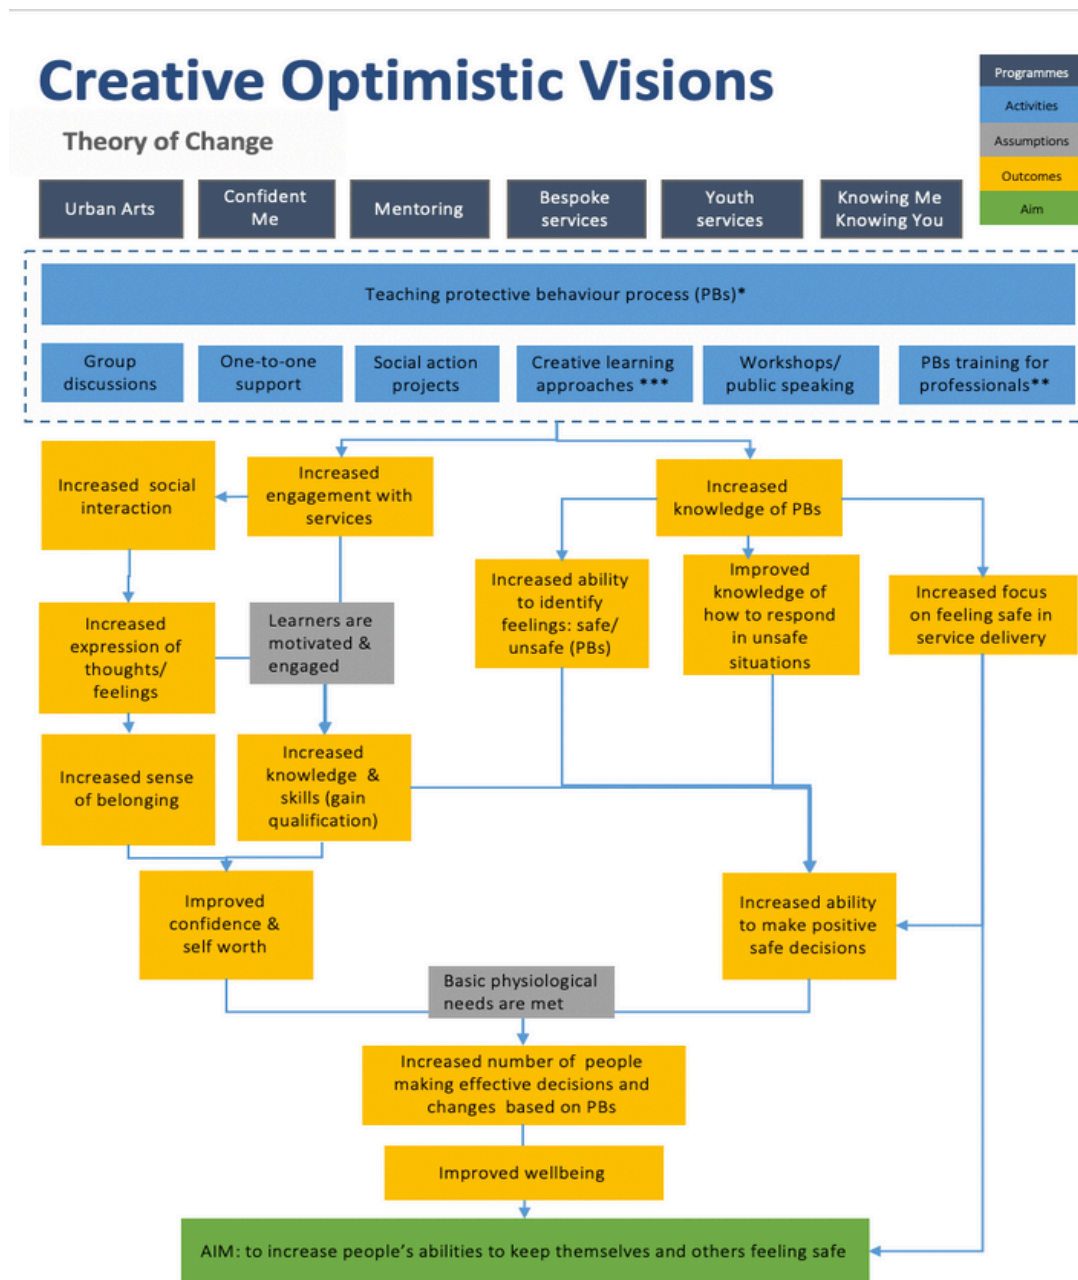 Creative Optimistic Visions
Theory of Change
Programmes
Activities
Assumptions
Outcomes
Aim
Urban Arts
Confident
Me
Mentoring
Bespoke
services
Youth
services
Knowing Me
Knowing You
Teaching protective behaviour process (PBs)*
Group
discussions
One-to-one
support
Social action
projects
Creative learning
approaches ***
Workshops/
public speaking
PBs training for
professionals**
Increased social
interaction
Increased
engagement with
services
Increased
knowledge of PBs
Increased ability
to identify
feelings: safe/
unsafe (PBs)
Improved
knowledge of
how to respond
in unsafe
situations
Increased focus
on feeling safe in
service delivery
Increased
expression of
thoughts/
feelings
Learners are
motivated &
engaged
Increased sense
of belonging
Increased
knowledge &
skills (gain
qualification)
Improved
confidence &
self worth
Increased ability
to make positive
safe decisions
Basic physiological
needs are met
Increased number of people
making effective decisions and
changes based on PBs
Improved wellbeing
AIM: to increase people's abilities to keep themselves and others feeling safe